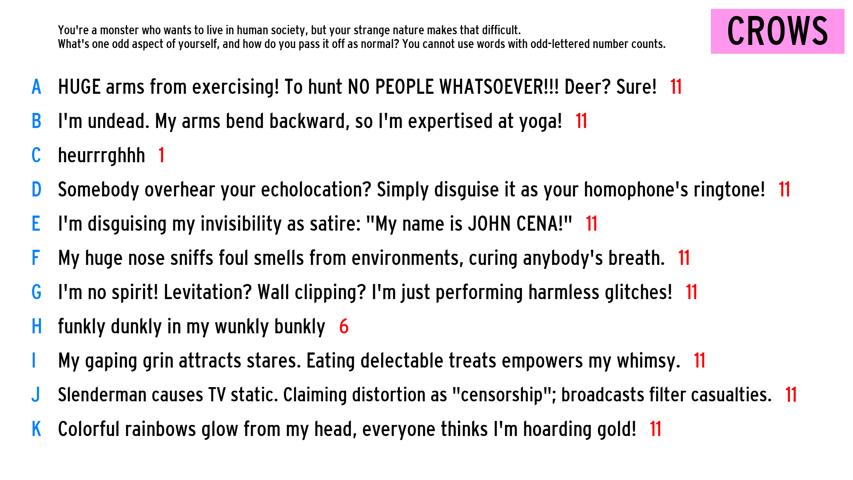 You're a monster who wants to live in human society, but your strange nature makes that difficult.
What's one odd aspect of yourself, and how do you pass it off as normal? You cannot use words with odd-lettered number counts.
CROWS
A HUGE arms from exercising! To hunt NO PEOPLE WHATSOEVER!!! Deer? Sure! 11
B I'm undead. My arms bend backward, so I'm expertised at yoga! 11
C heurrrghhh 1
D Somebody overhear your echolocation? Simply disguise it as your homophone's ringtone! 11
E I'm disguising my invisibility as satire: "My name is JOHN CENA!" 11
F My huge nose sniffs foul smells from environments, curing anybody's breath. 11
G I'm no spirit! Levitation? Wall clipping? I'm just performing harmless glitches! 11
H funkly dunkly in my wunkly bunkly 6
I My gaping grin attracts stares. Eating delectable treats empowers my whimsy. 11
J Slenderman causes TV static. Claiming distortion as "censorship"; broadcasts filter casualties. 11
K Colorful rainbows glow from my head, everyone thinks I'm hoarding gold! 11